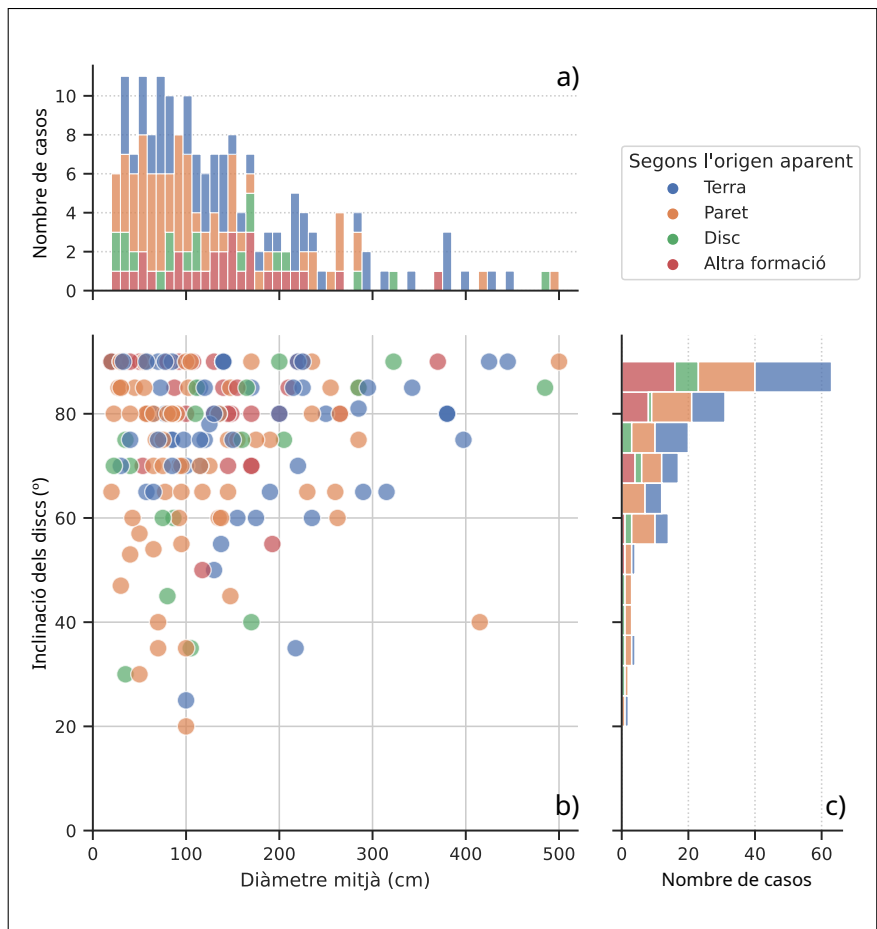 a)
10
8
6
4
2
0
Nombre de casos
Segons l'origen aparent
Terra
Paret
Disc
Altra formació
80
60
40
20
0
Inclinació dels discs (º)
b)
0
100
200
300
400
500
Diàmetre mitjà (cm)
c)
0
20
40
60
Nombre de casos